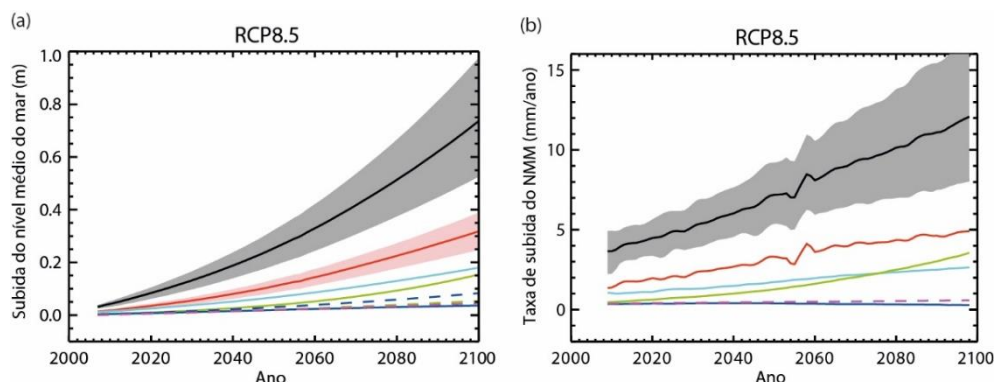 (a)
RCP8.5
Subida do nível médio do mar (m)
1.0
0.8
0.6
0.4
0.2
0.0
2000 2020 2040 2060 2080 2100
Ano
(b)
RCP8.5
Taxa de subida do NMM (mm/ano)
15
10
5
0
2000 2020 2040 2060 2080 2100
Ano